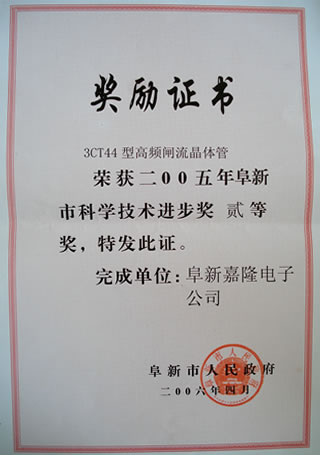 奖励证书
3CT44 型高频闸流晶体管
荣获二00五年阜新
市科学技术进步奖 贰等
奖，特发此证。
完成单位：阜新嘉隆电子
公司
阜新市人民政府
二00六年四月